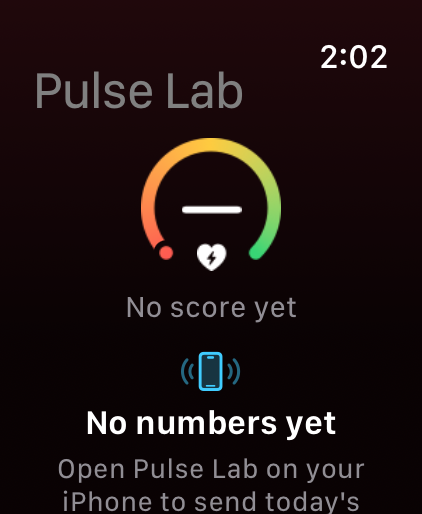 2:02
Pulse Lab
No score yet
No numbers yet
Open Pulse Lab on your
iPhone to send today's